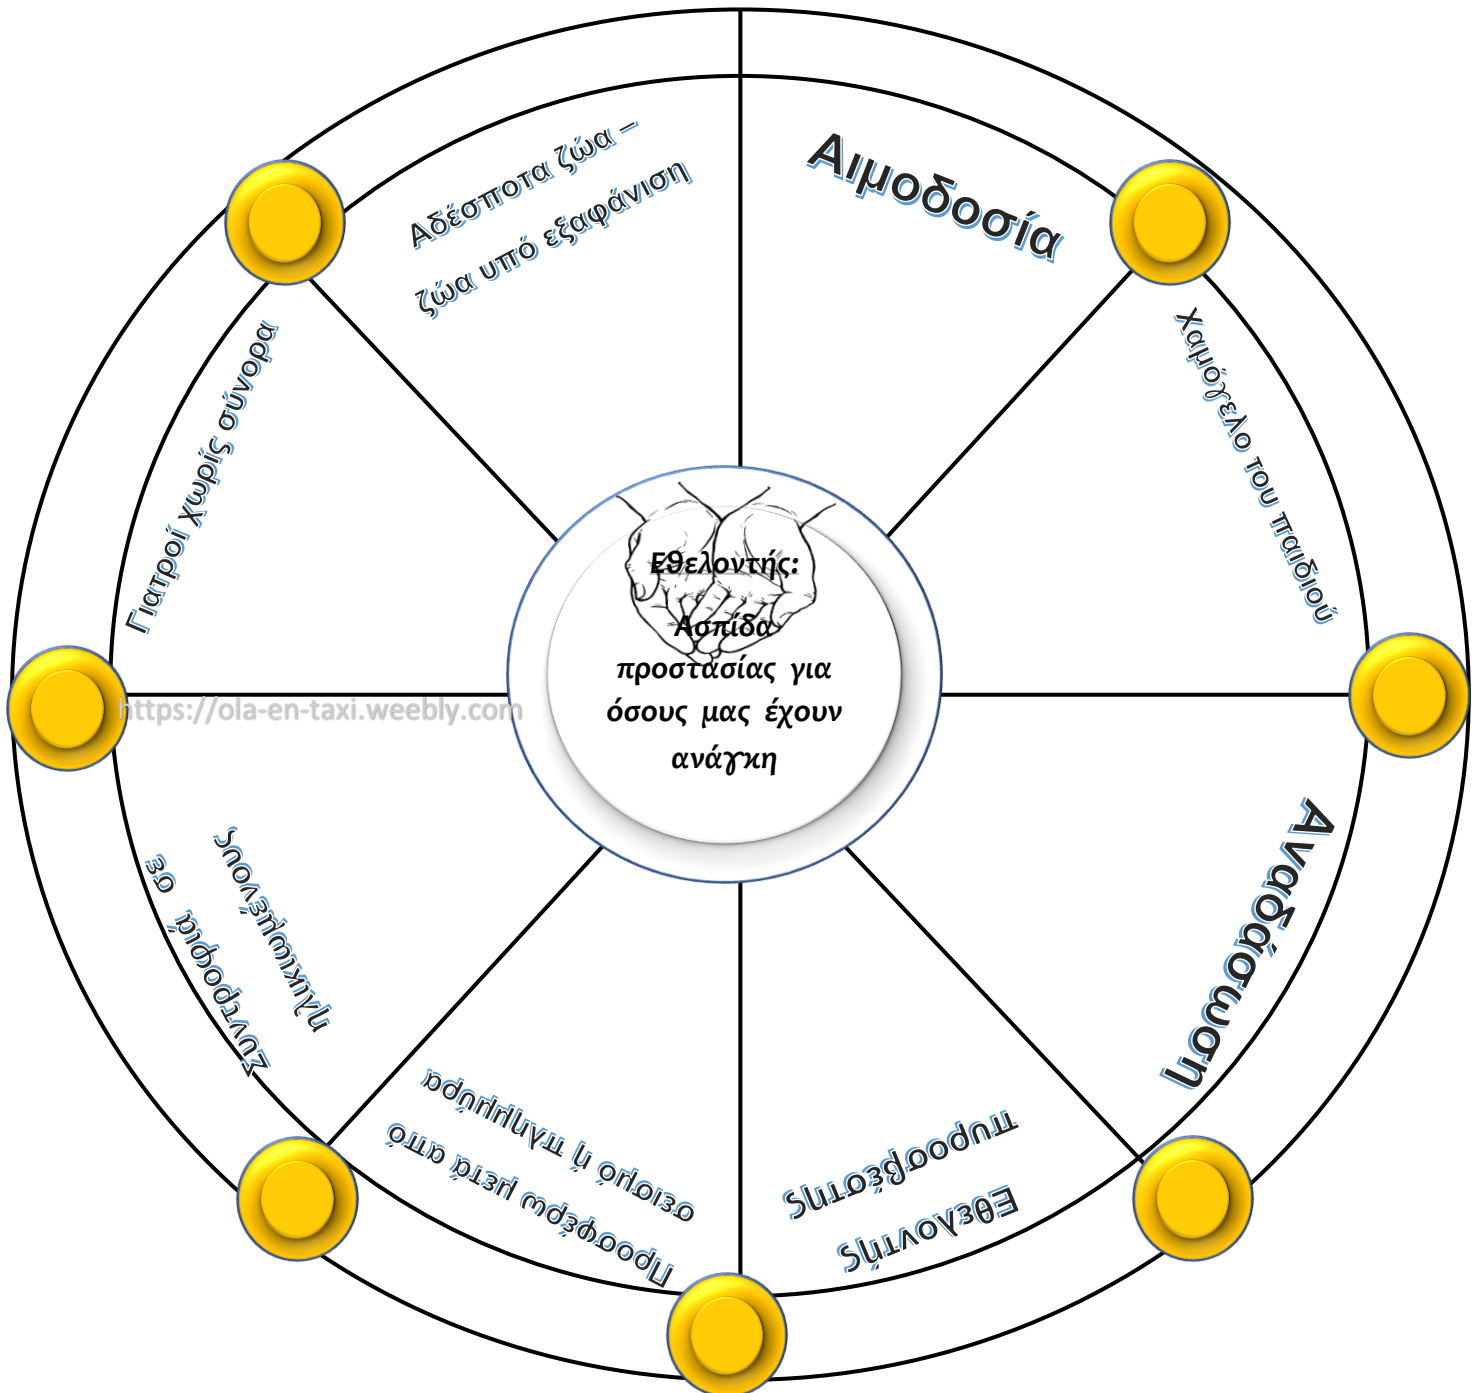 Αδέσποτα ζώα –
ζώα υπό εξαφάνιση
Αιμοδοσία
Χαμόγελο του παιδιού
Αναδάσωση
Εθελοντής
πυροσβέστης
Προσφέρω μετά από
σεισμό ή πλημμύρα
Συντροφιά σε
ηλικιωμένους
Γιατροί χωρίς σύνορα
Εθελοντής:
Ασπίδα
προστασίας για
όσους μας έχουν
ανάγκη
https://ola-en-taxi.weebly.com